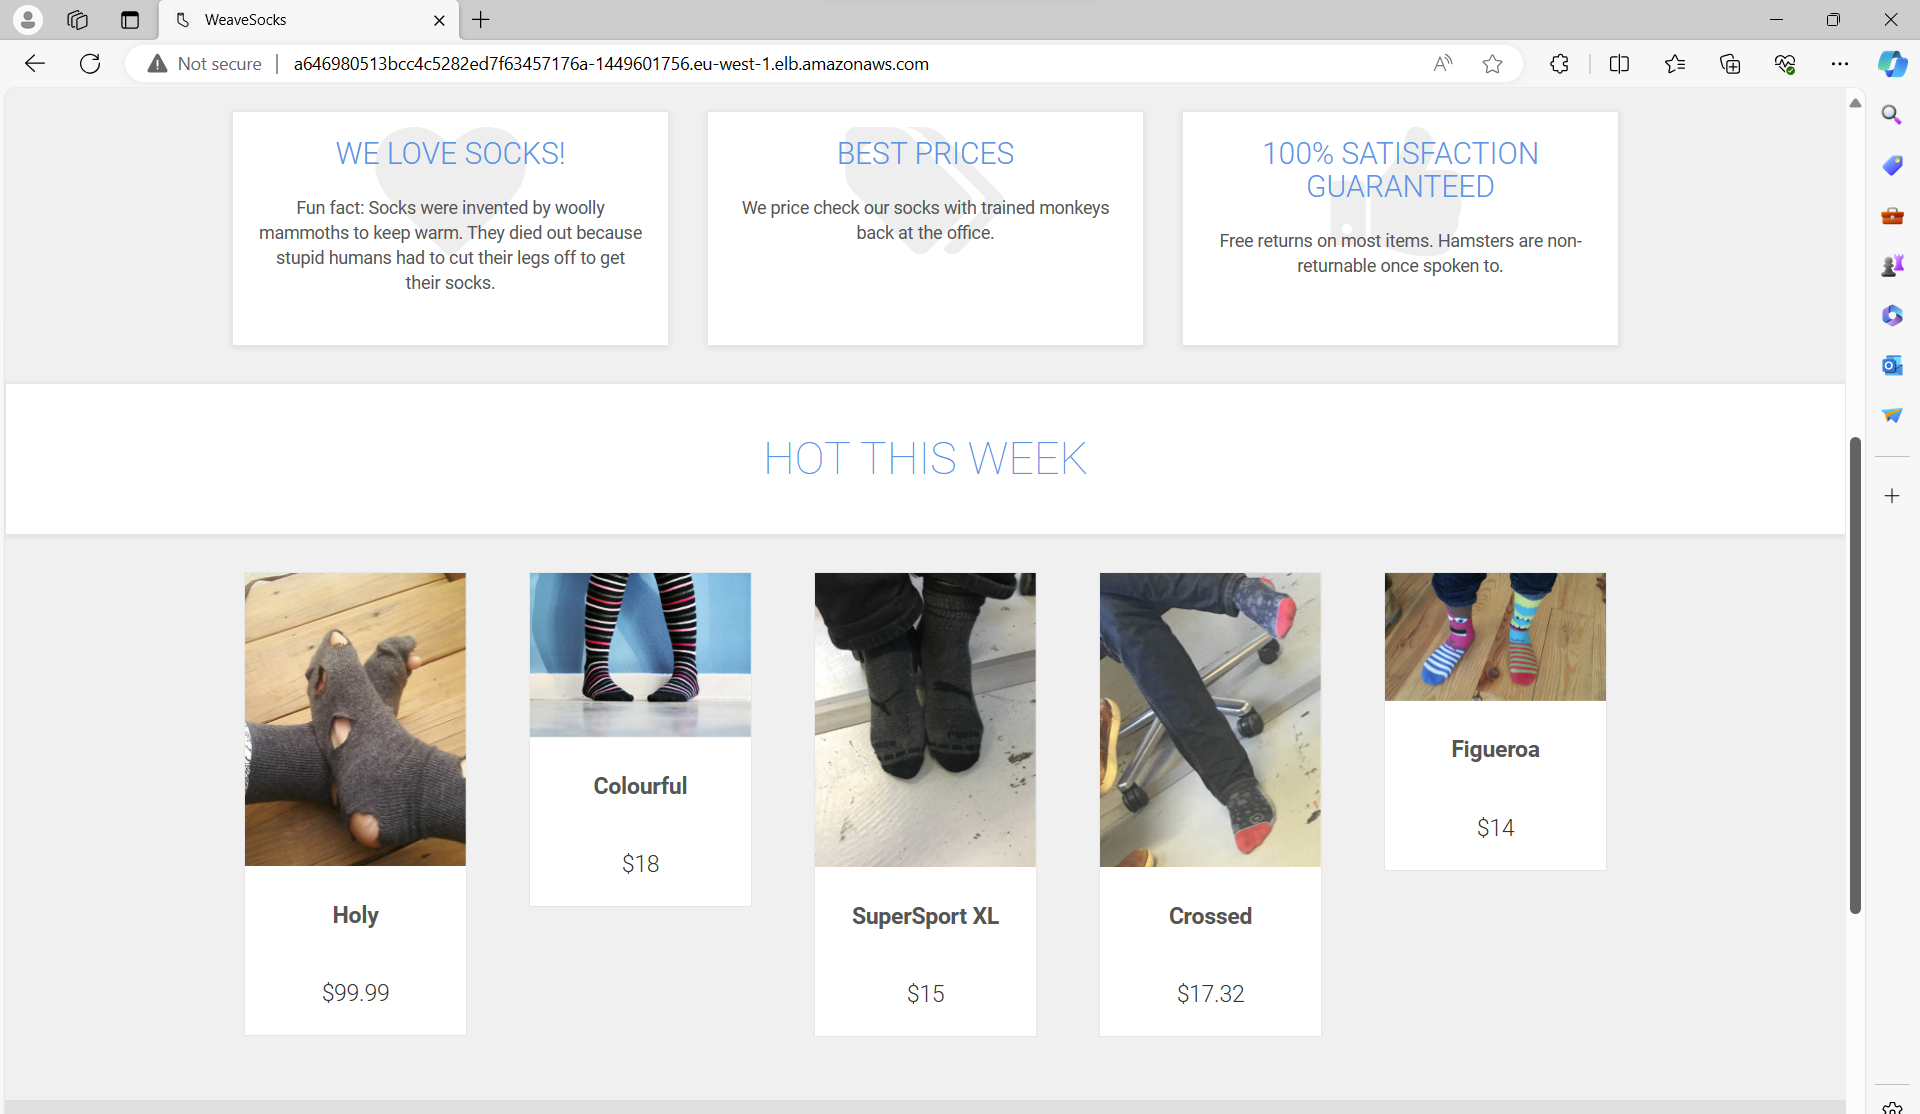 WeaveSocks
Not secure
a646980513bcc4c5282ed7f63457176a-1449601756.eu-west-1.elb.amazonaws.com
WE LOVE SOCKS!
Fun fact: Socks were invented by woolly
mammoths to keep warm. They died out because
stupid humans had to cut their legs off to get
their socks.
BEST PRICES
We price check our socks with trained monkeys
back at the office.
100% SATISFACTION
GUARANTEED
Free returns on most items. Hamsters are non-
returnable once spoken to.
HOT THIS WEEK
Holy
$99.99
Colourful
$18
SuperSport XL
$15
Crossed
$17.32
Figueroa
$14